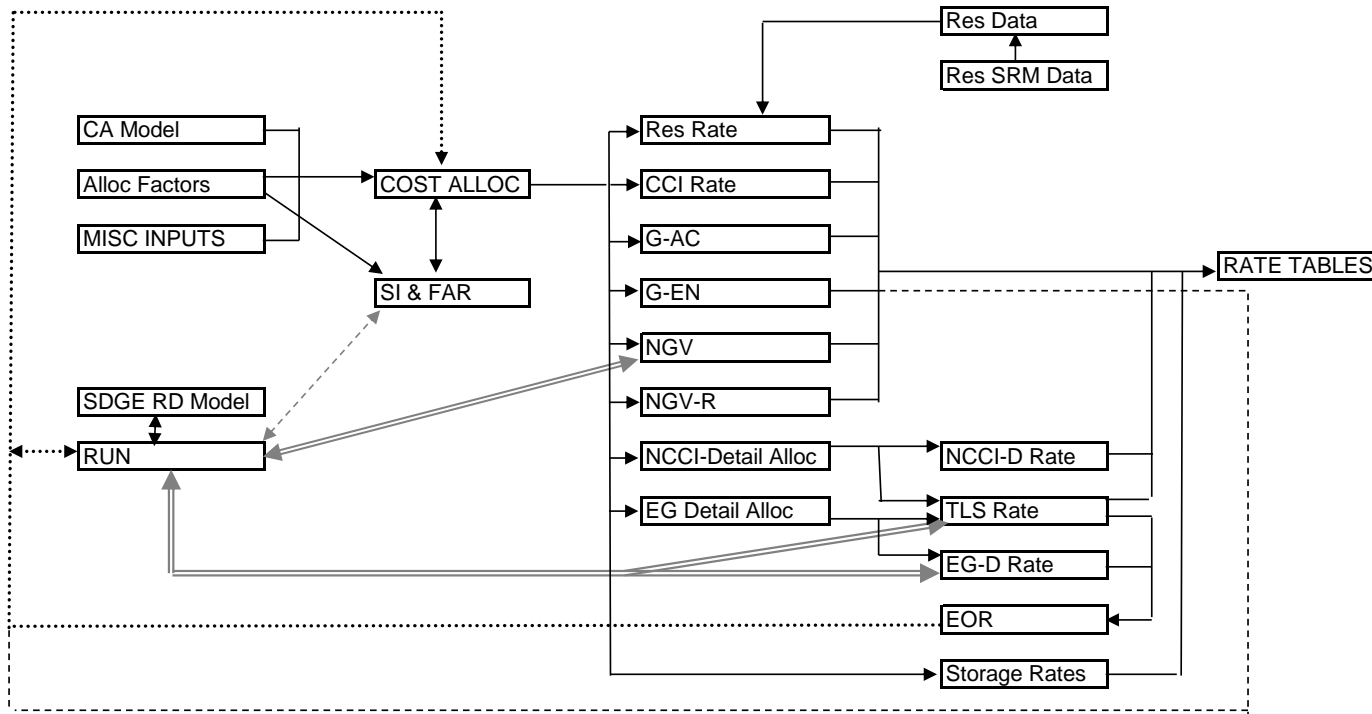 Res Data
Res SRM Data
CA Model
Res Rate
Alloc Factors
COST ALLOC
CCI Rate
MISC INPUTS
G-AC
RATE TABLES
SI & FAR
G-EN
NGV
SDGE RD Model
NGV-R
RUN
NCCI-Detail Alloc
NCCI-D Rate
EG Detail Alloc
TLS Rate
EG-D Rate
EOR
Storage Rates